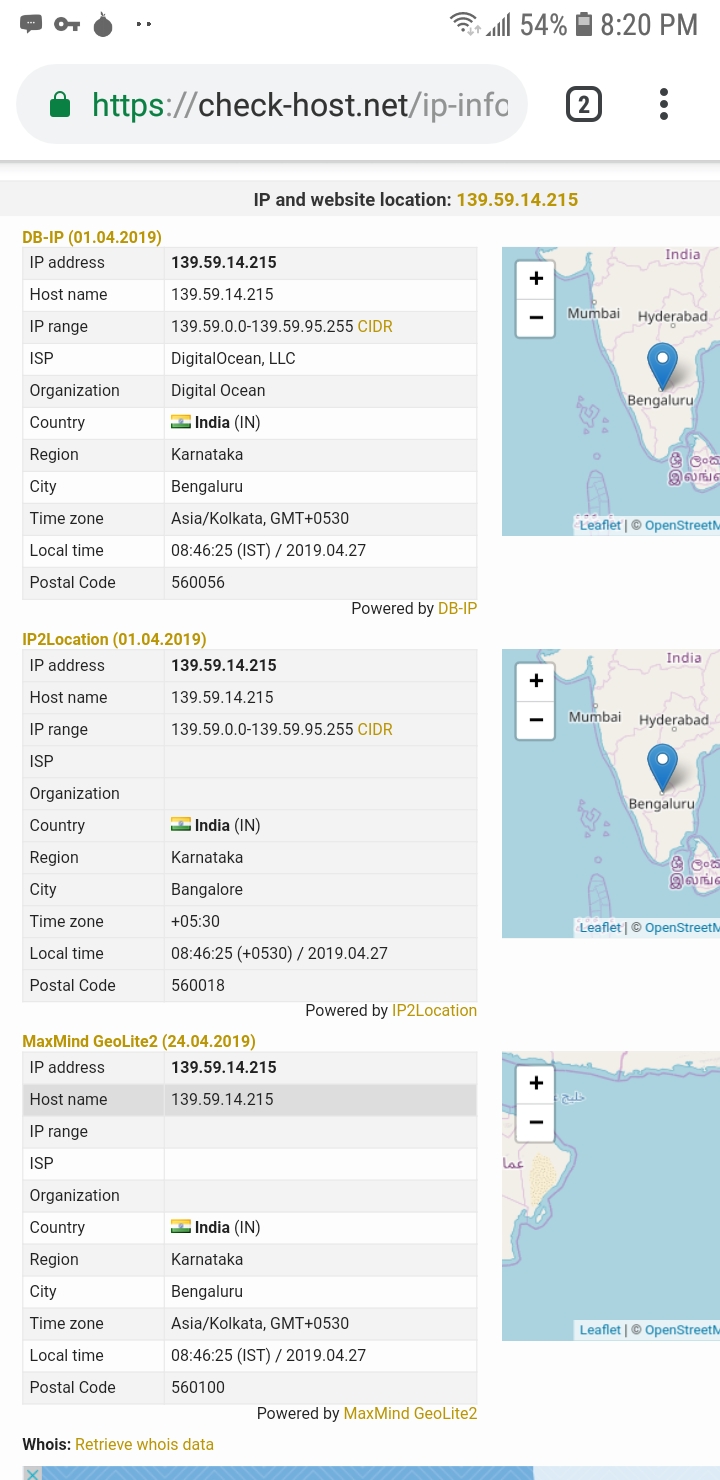 54% 8:20 PM
https://check-host.net/ip-info
2
IP and website location: 139.59.14.215
DB-IP (01.04.2019)
IP address 139.59.14.215
Host name 139.59.14.215
IP range 139.59.0.0-139.59.95.255 CIDR
ISP DigitalOcean, LLC
Organization Digital Ocean
Country India (IN)
Region Karnataka
City Bengaluru
Time zone Asia/Kolkata, GMT+0530
Local time 08:46:25 (IST) / 2019.04.27
Postal Code 560056
Powered by DB-IP
+
−
India
Mumbai
Hyderabad
Bengaluru
ශ්‍රී ලංක
இலங்
Leaflet | © OpenStreetM
IP2Location (01.04.2019)
IP address 139.59.14.215
Host name 139.59.14.215
IP range 139.59.0.0-139.59.95.255 CIDR
ISP
Organization
Country India (IN)
Region Karnataka
City Bangalore
Time zone +05:30
Local time 08:46:25 (+0530) / 2019.04.27
Postal Code 560018
Powered by IP2Location
+
−
India
Mumbai
Hyderabad
Bengaluru
ශ්‍රී ලංක
இலங்
Leaflet | © OpenStreetM
MaxMind GeoLite2 (24.04.2019)
IP address 139.59.14.215
Host name 139.59.14.215
IP range
ISP
Organization
Country India (IN)
Region Karnataka
City Bengaluru
Time zone Asia/Kolkata, GMT+0530
Local time 08:46:25 (IST) / 2019.04.27
Postal Code 560100
Powered by MaxMind GeoLite2
+
−
خليج
عما
Leaflet | © OpenStreetM
Whois: Retrieve whois data